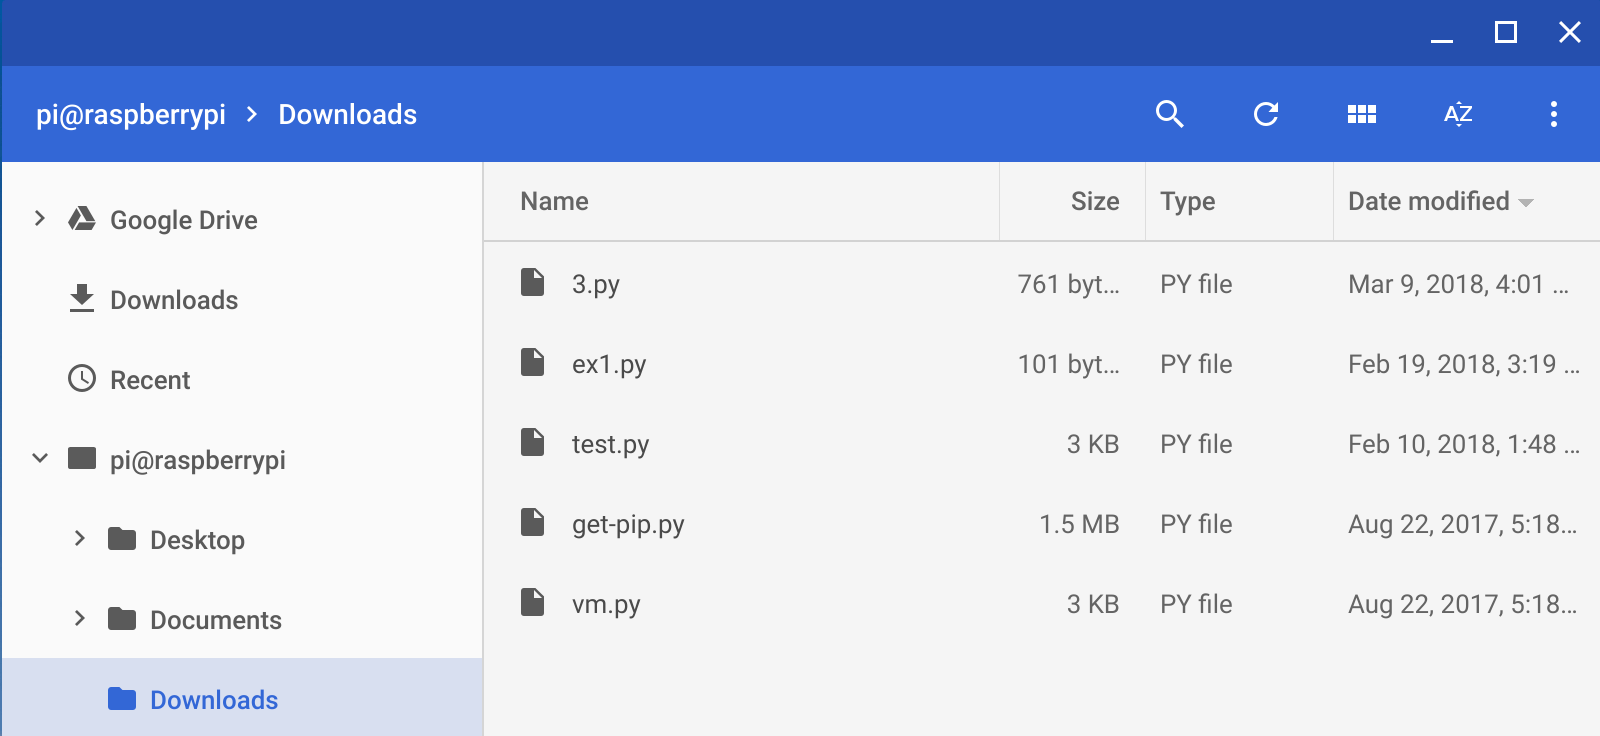 pi@raspberrypi > Downloads AZ
Google Drive
Downloads
Recent
pi@raspberrypi
Desktop
Documents
Downloads
Name Size Type Date modified
3.py 761 byt... PY file Mar 9, 2018, 4:01 ...
ex1.py 101 byt... PY file Feb 19, 2018, 3:19 ...
test.py 3 KB PY file Feb 10, 2018, 1:48 ...
get-pip.py 1.5 MB PY file Aug 22, 2017, 5:18...
vm.py 3 KB PY file Aug 22, 2017, 5:18...